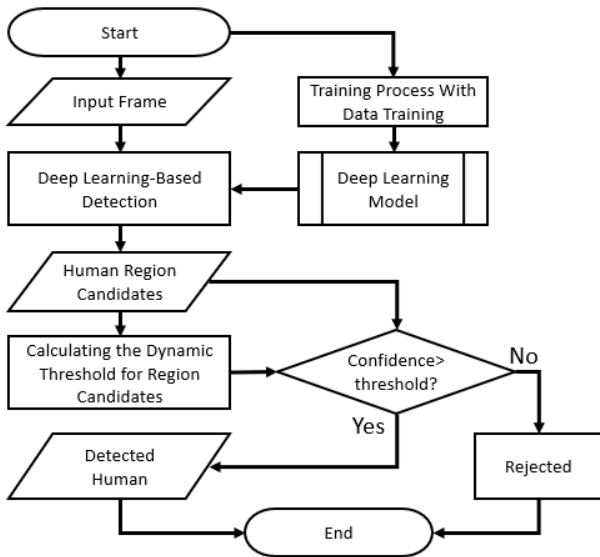 Start
Input Frame
Training Process With
Data Training
Deep Learning-Based
Detection
Deep Learning
Model
Human Region
Candidates
Calculating the Dynamic
Threshold for Region
Candidates
Confidence>
threshold?
No
Yes
Detected
Human
Rejected
End